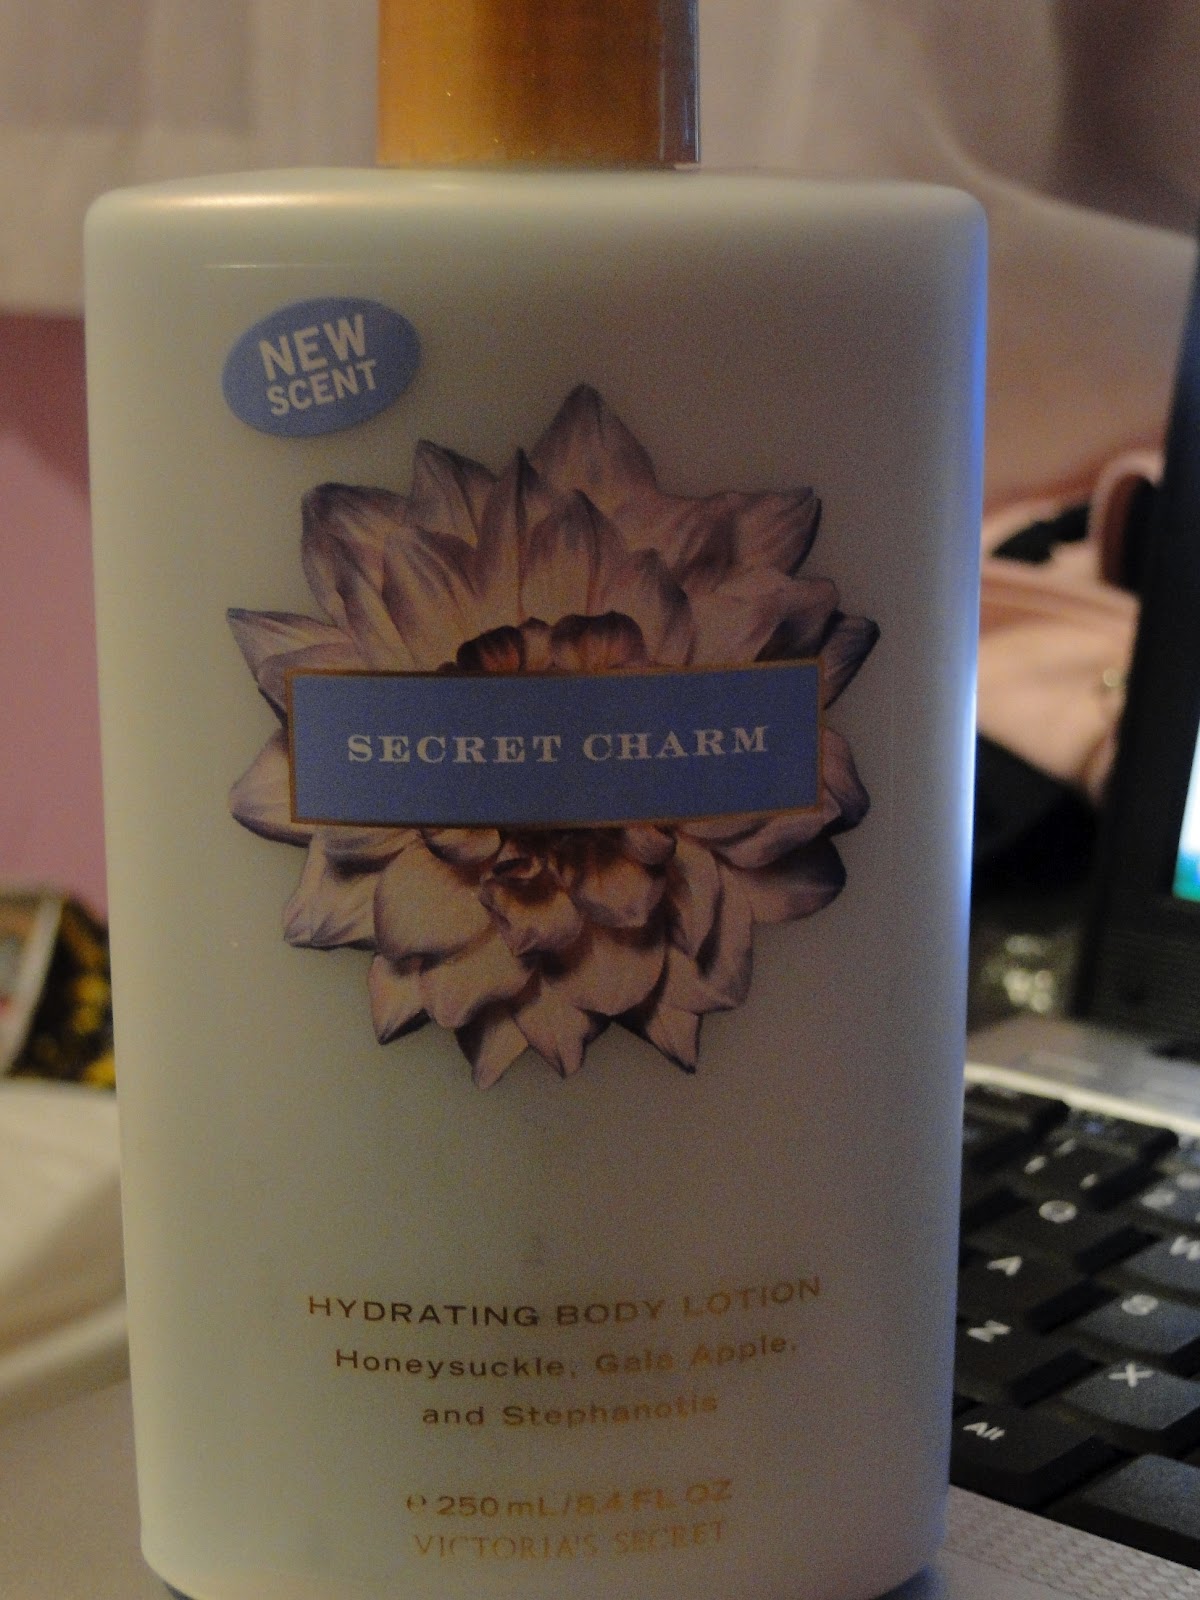 NEW
SCENT
SECRET CHARM
HYDRATING BODY LOTION
Honeysuckle, Gala Apple,
and Stephanotis
℮ 250 mL/8.4 FL OZ
VICTORIA'S SECRET
Q
W
A
S
Z
X
Alt